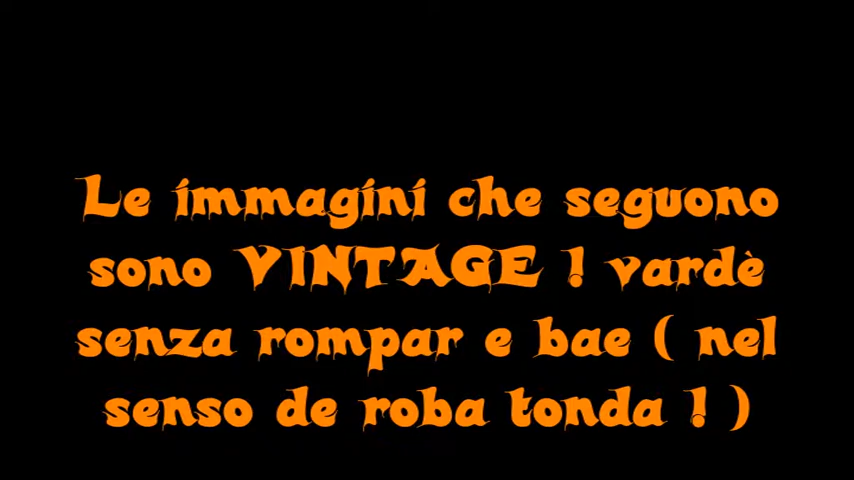 Le immagini che seguono
sono VINTAGE ! vardè
senza rompar e bae ( nel
senso de roba tonda ! )